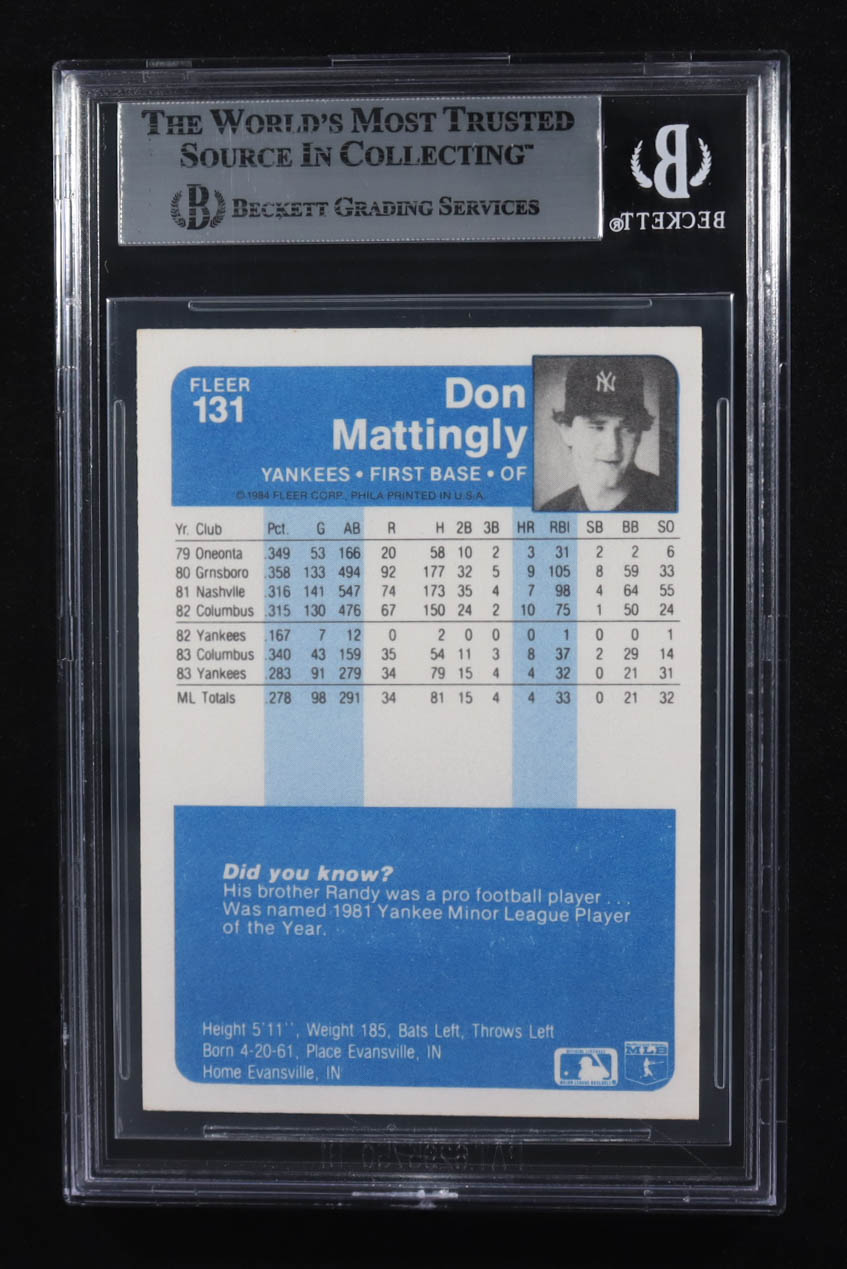 THE WORLD'S MOST TRUSTED
SOURCE IN COLLECTING™
B BECKETT GRADING SERVICES
B
BECKETT®
FLEER
131
Don
Mattingly
YANKEES • FIRST BASE • OF
© 1984 FLEER CORP., PHILA PRINTED IN U.S.A.
NY
Yr. Club Pct. G AB R H 2B 3B HR RBI SB BB SO
79 Oneonta .349 53 166 20 58 10 2 3 31 2 2 6
80 Grnsboro .358 133 494 92 177 32 5 9 105 8 59 33
81 Nashvlle .316 141 547 74 173 35 4 7 98 4 64 55
82 Columbus .315 130 476 67 150 24 2 10 75 1 50 24
82 Yankees .167 7 12 0 2 0 0 0 1 0 0 1
83 Columbus .340 43 159 35 54 11 3 8 37 2 29 14
83 Yankees .283 91 279 34 79 15 4 4 32 0 21 31
ML Totals .278 98 291 34 81 15 4 4 33 0 21 32
Did you know?
His brother Randy was a pro football player . . .
Was named 1981 Yankee Minor League Player
of the Year.
Height 5'11'', Weight 185, Bats Left, Throws Left
Born 4-20-61, Place Evansville, IN
Home Evansville, IN
MAJOR LEAGUE BASEBALL
MLB